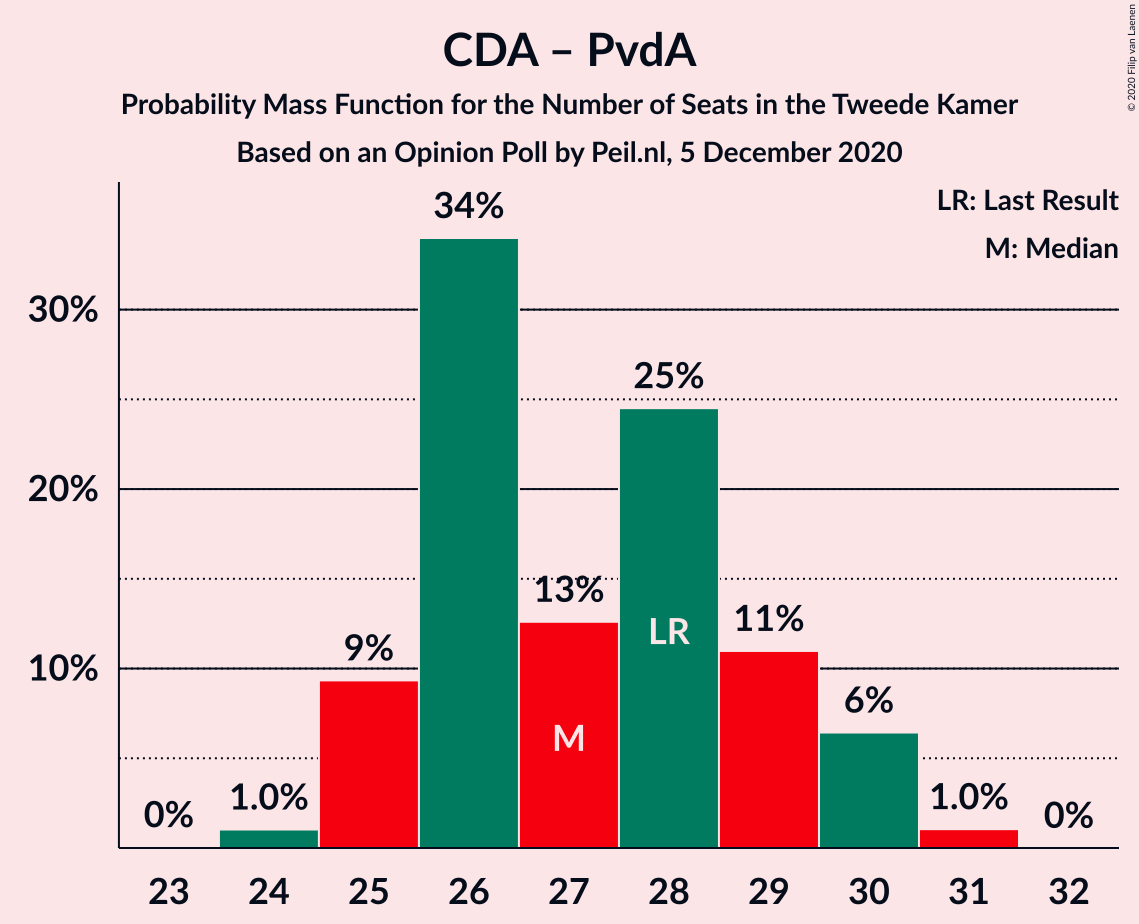 CDA – PvdA
Probability Mass Function for the Number of Seats in the Tweede Kamer
Based on an Opinion Poll by Peil.nl, 5 December 2020
© 2020 Filip van Laenen
LR: Last Result
M: Median
30%
20%
10%
0%
1.0%
9%
34%
13%
25%
11%
6%
1.0%
0%
M
LR
23 24 25 26 27 28 29 30 31 32